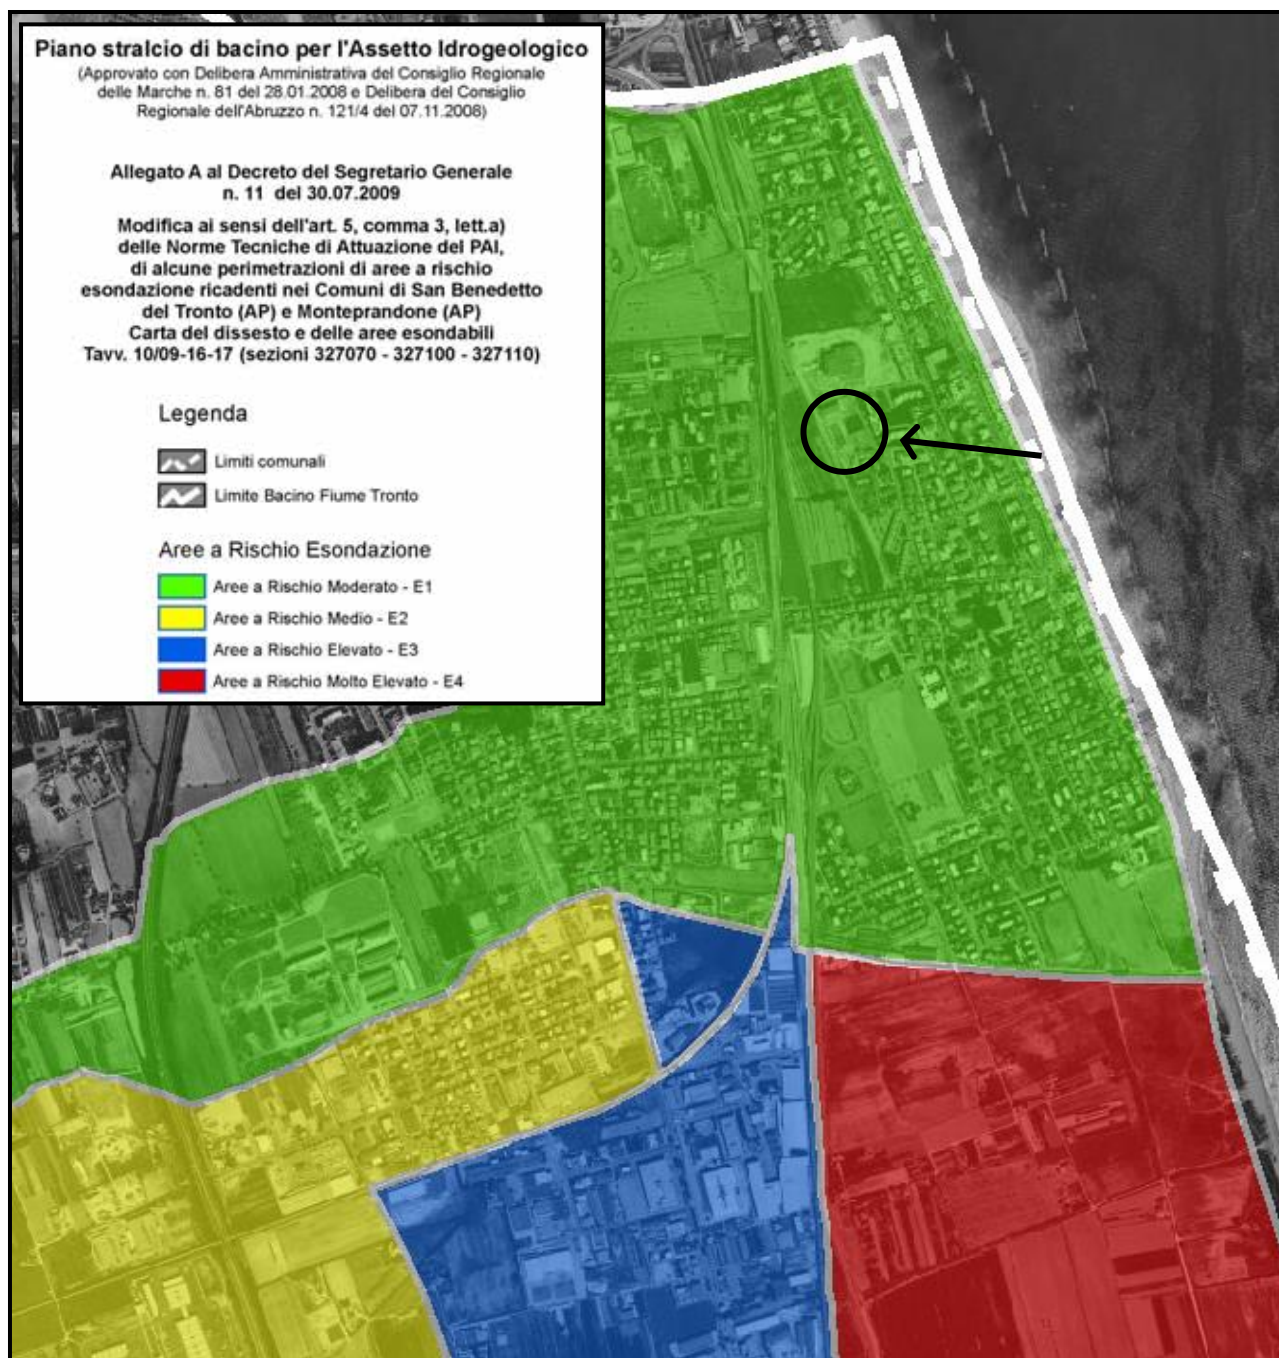 Piano stralcio di bacino per l'Assetto Idrogeologico
(Approvato con Delibera Amministrativa del Consiglio Regionale
delle Marche n. 81 del 28.01.2008 e Delibera del Consiglio
Regionale dell'Abruzzo n. 121/4 del 07.11.2008)
Allegato A al Decreto del Segretario Generale
n. 11 del 30.07.2009
Modifica ai sensi dell'art. 5, comma 3, lett.a)
delle Norme Tecniche di Attuazione del PAI,
di alcune perimetrazioni di aree a rischio
esondazione ricadenti nei Comuni di San Benedetto
del Tronto (AP) e Monteprandone (AP)
Carta del dissesto e delle aree esondabili
Tavv. 10/09-16-17 (sezioni 327070 - 327100 - 327110)
Legenda
Limiti comunali
Limite Bacino Fiume Tronto
Aree a Rischio Esondazione
Aree a Rischio Moderato - E1
Aree a Rischio Medio - E2
Aree a Rischio Elevato - E3
Aree a Rischio Molto Elevato - E4